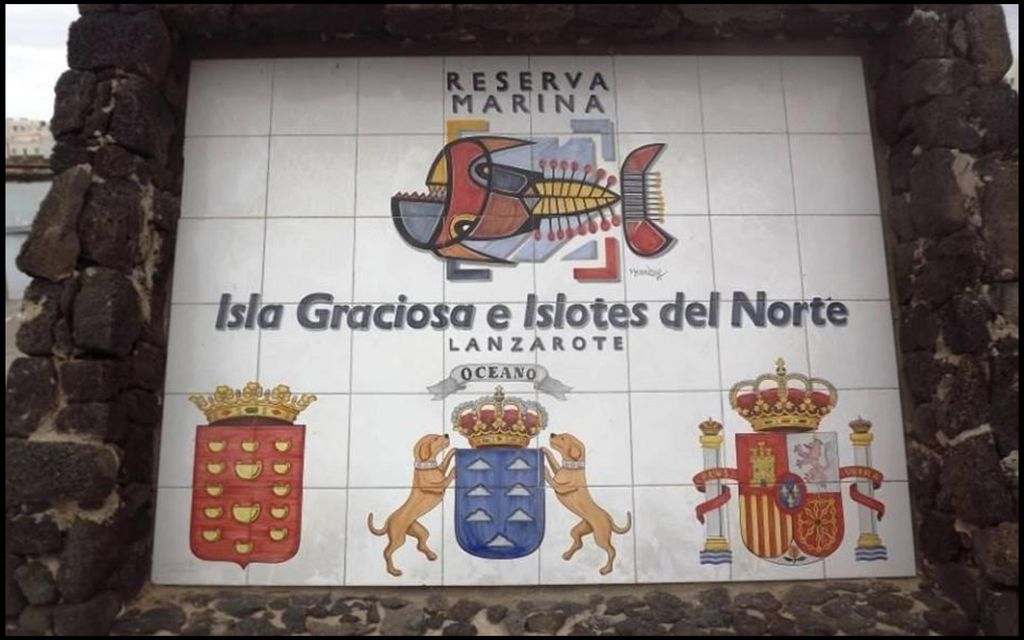 RESERVA
MARINA
Isla Graciosa e Islotes del Norte
LANZAROTE
OCEANO